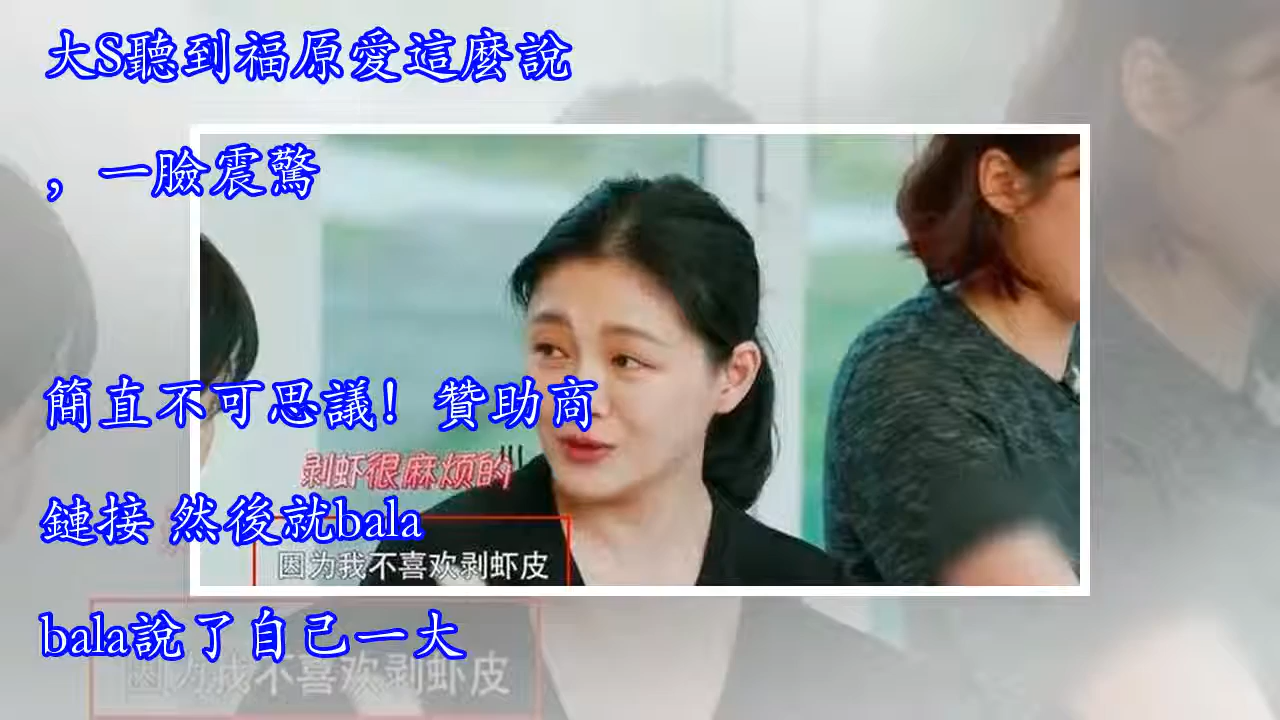 大S聽到福原愛這麼說
，一臉震驚
簡直不可思議！贊助商
剥虾很麻烦的
鏈接 然後就bala
因为我不喜欢剥虾皮
bala說了自己一大
因为我不喜欢剥虾皮